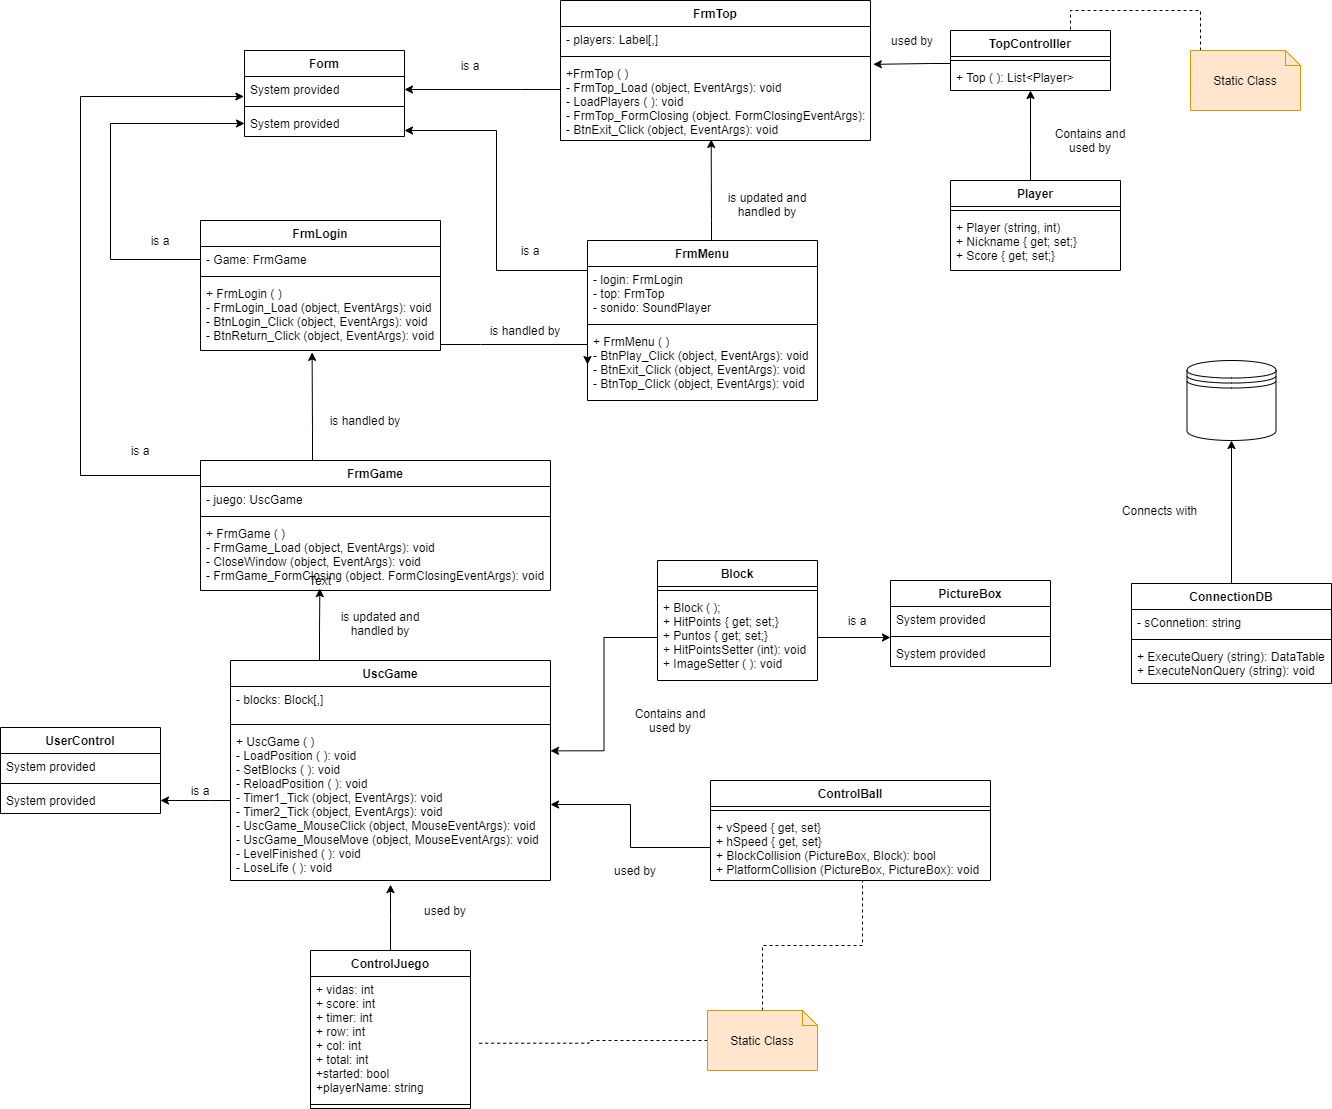 FrmTop
- players: Label[,]
+FrmTop ( )
- FrmTop_Load (object, EventArgs): void
- LoadPlayers ( ): void
- FrmTop_FormClosing (object. FormClosingEventArgs):
- BtnExit_Click (object, EventArgs): void
used by
TopControlller
+ Top ( ): List<Player>
Static Class
Form
System provided
System provided
is a
Contains and
used by
Player
+ Player (string, int)
+ Nickname { get; set;}
+ Score { get; set;}
is updated and
handled by
FrmLogin
- Game: FrmGame
+ FrmLogin ( )
- FrmLogin_Load (object, EventArgs): void
- BtnLogin_Click (object, EventArgs): void
- BtnReturn_Click (object, EventArgs): void
is a
is a
FrmMenu
- login: FrmLogin
- top: FrmTop
- sonido: SoundPlayer
+ FrmMenu ( )
- BtnPlay_Click (object, EventArgs): void
- BtnExit_Click (object, EventArgs): void
- BtnTop_Click (object, EventArgs): void
is handled by
is handled by
is a
FrmGame
- juego: UscGame
+ FrmGame ( )
- FrmGame_Load (object, EventArgs): void
- CloseWindow (object, EventArgs): void
- FrmGame_FormClosing (object. FormClosingEventArgs): void
Text
is updated and
handled by
Connects with
ConnectionDB
- sConnetion: string
+ ExecuteQuery (string): DataTable
+ ExecuteNonQuery (string): void
Block
+ Block ( );
+ HitPoints { get; set;}
+ Puntos { get; set;}
+ HitPointsSetter (int): void
+ ImageSetter ( ): void
is a
PictureBox
System provided
System provided
Contains and
used by
UscGame
- blocks: Block[,]
+ UscGame ( )
- LoadPosition ( ): void
- SetBlocks ( ): void
- ReloadPosition ( ): void
- Timer1_Tick (object, EventArgs): void
- Timer2_Tick (object, EventArgs): void
- UscGame_MouseClick (object, MouseEventArgs): void
- UscGame_MouseMove (object, MouseEventArgs): void
- LevelFinished ( ): void
- LoseLife ( ): void
UserControl
System provided
System provided
is a
ControlBall
+ vSpeed { get, set}
+ hSpeed { get, set}
+ BlockCollision (PictureBox, Block): bool
+ PlatformCollision (PictureBox, PictureBox): void
used by
used by
ControlJuego
+ vidas: int
+ score: int
+ timer: int
+ row: int
+ col: int
+ total: int
+started: bool
+playerName: string
Static Class